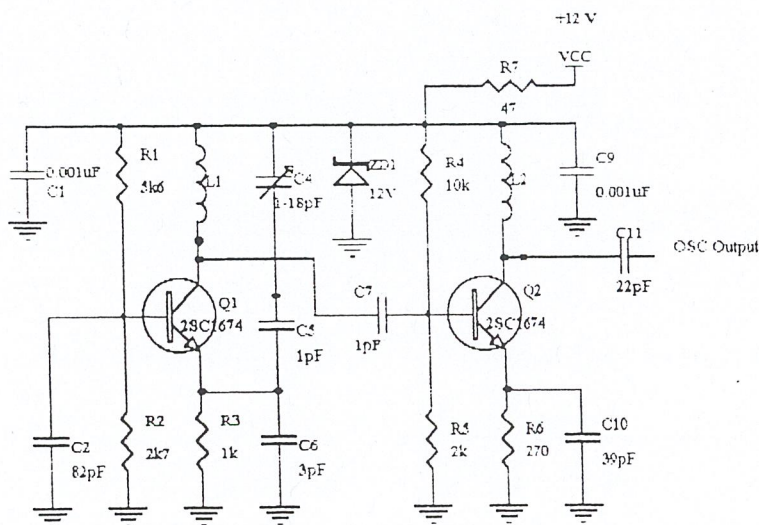 +12 V
VCC
R7
47
0.001uF
C1
R1
5k6
L1
C4
1-18pF
ZD1
12V
R4
10k
L2
C9
0.001uF
C11
22pF
OSC Output
Q1
2SC1674
C5
1pF
C7
1pF
Q2
2SC1674
C2
82pF
R2
2k7
R3
1k
C6
3pF
R5
2k
R6
270
C10
39pF